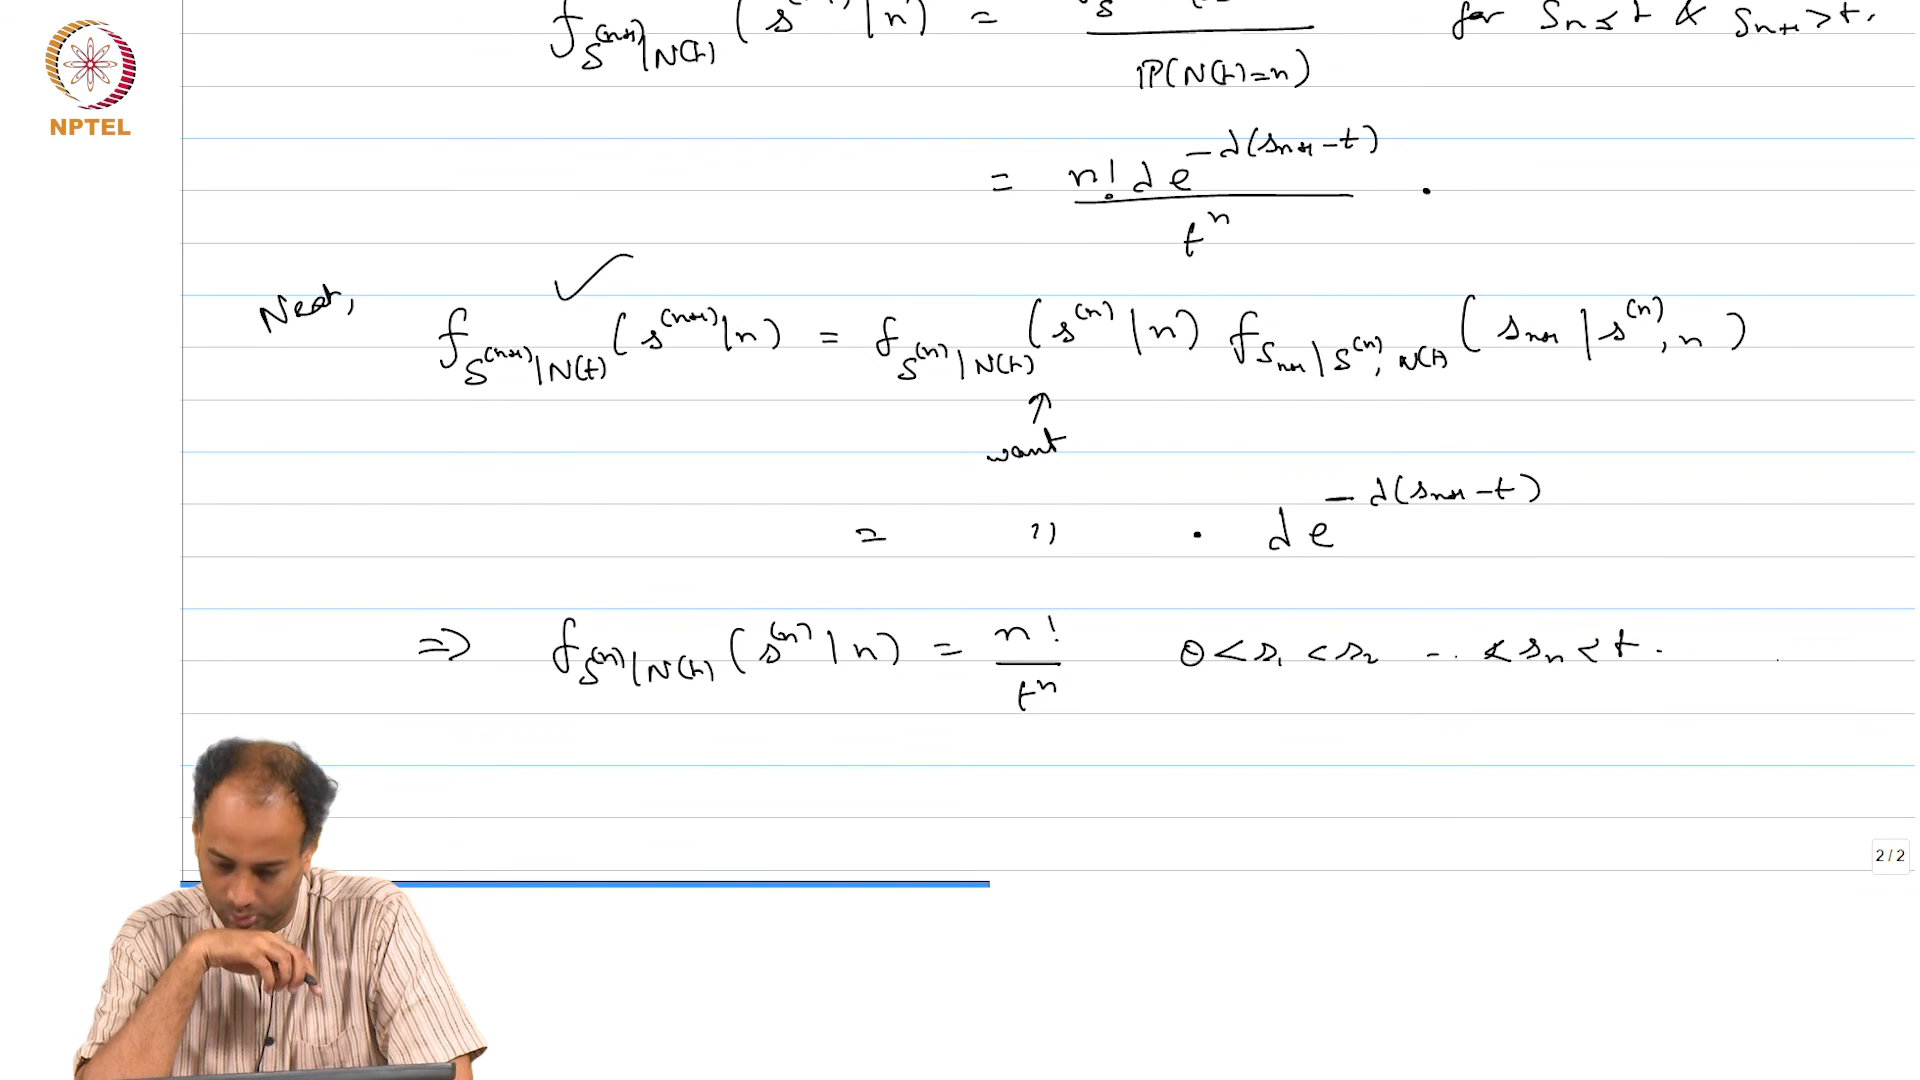 f_{S^{(n+1)}|N(t)} (s^{(n+1)} | n) = / IP(N(t)=n) for s_n ≤ t & s_{n+1} > t.
NPTEL
= n! λ e^{-λ(s_{n+1}-t)} / t^n .
Next, f_{S^{(n+1)}|N(t)} (s^{(n+1)}|n) = f_{S^{(n)}|N(t)} (s^{(n)}|n) f_{S_{n+1}|S^{(n)}, N(t)} (s_{n+1} | s^{(n)}, n)
↑
want
= " . λ e^{-λ(s_{n+1}-t)}
=> f_{S^{(n)}|N(t)} (s^{(n)} | n) = n! / t^n 0 < s_1 < s_2 ... < s_n < t.
2 / 2